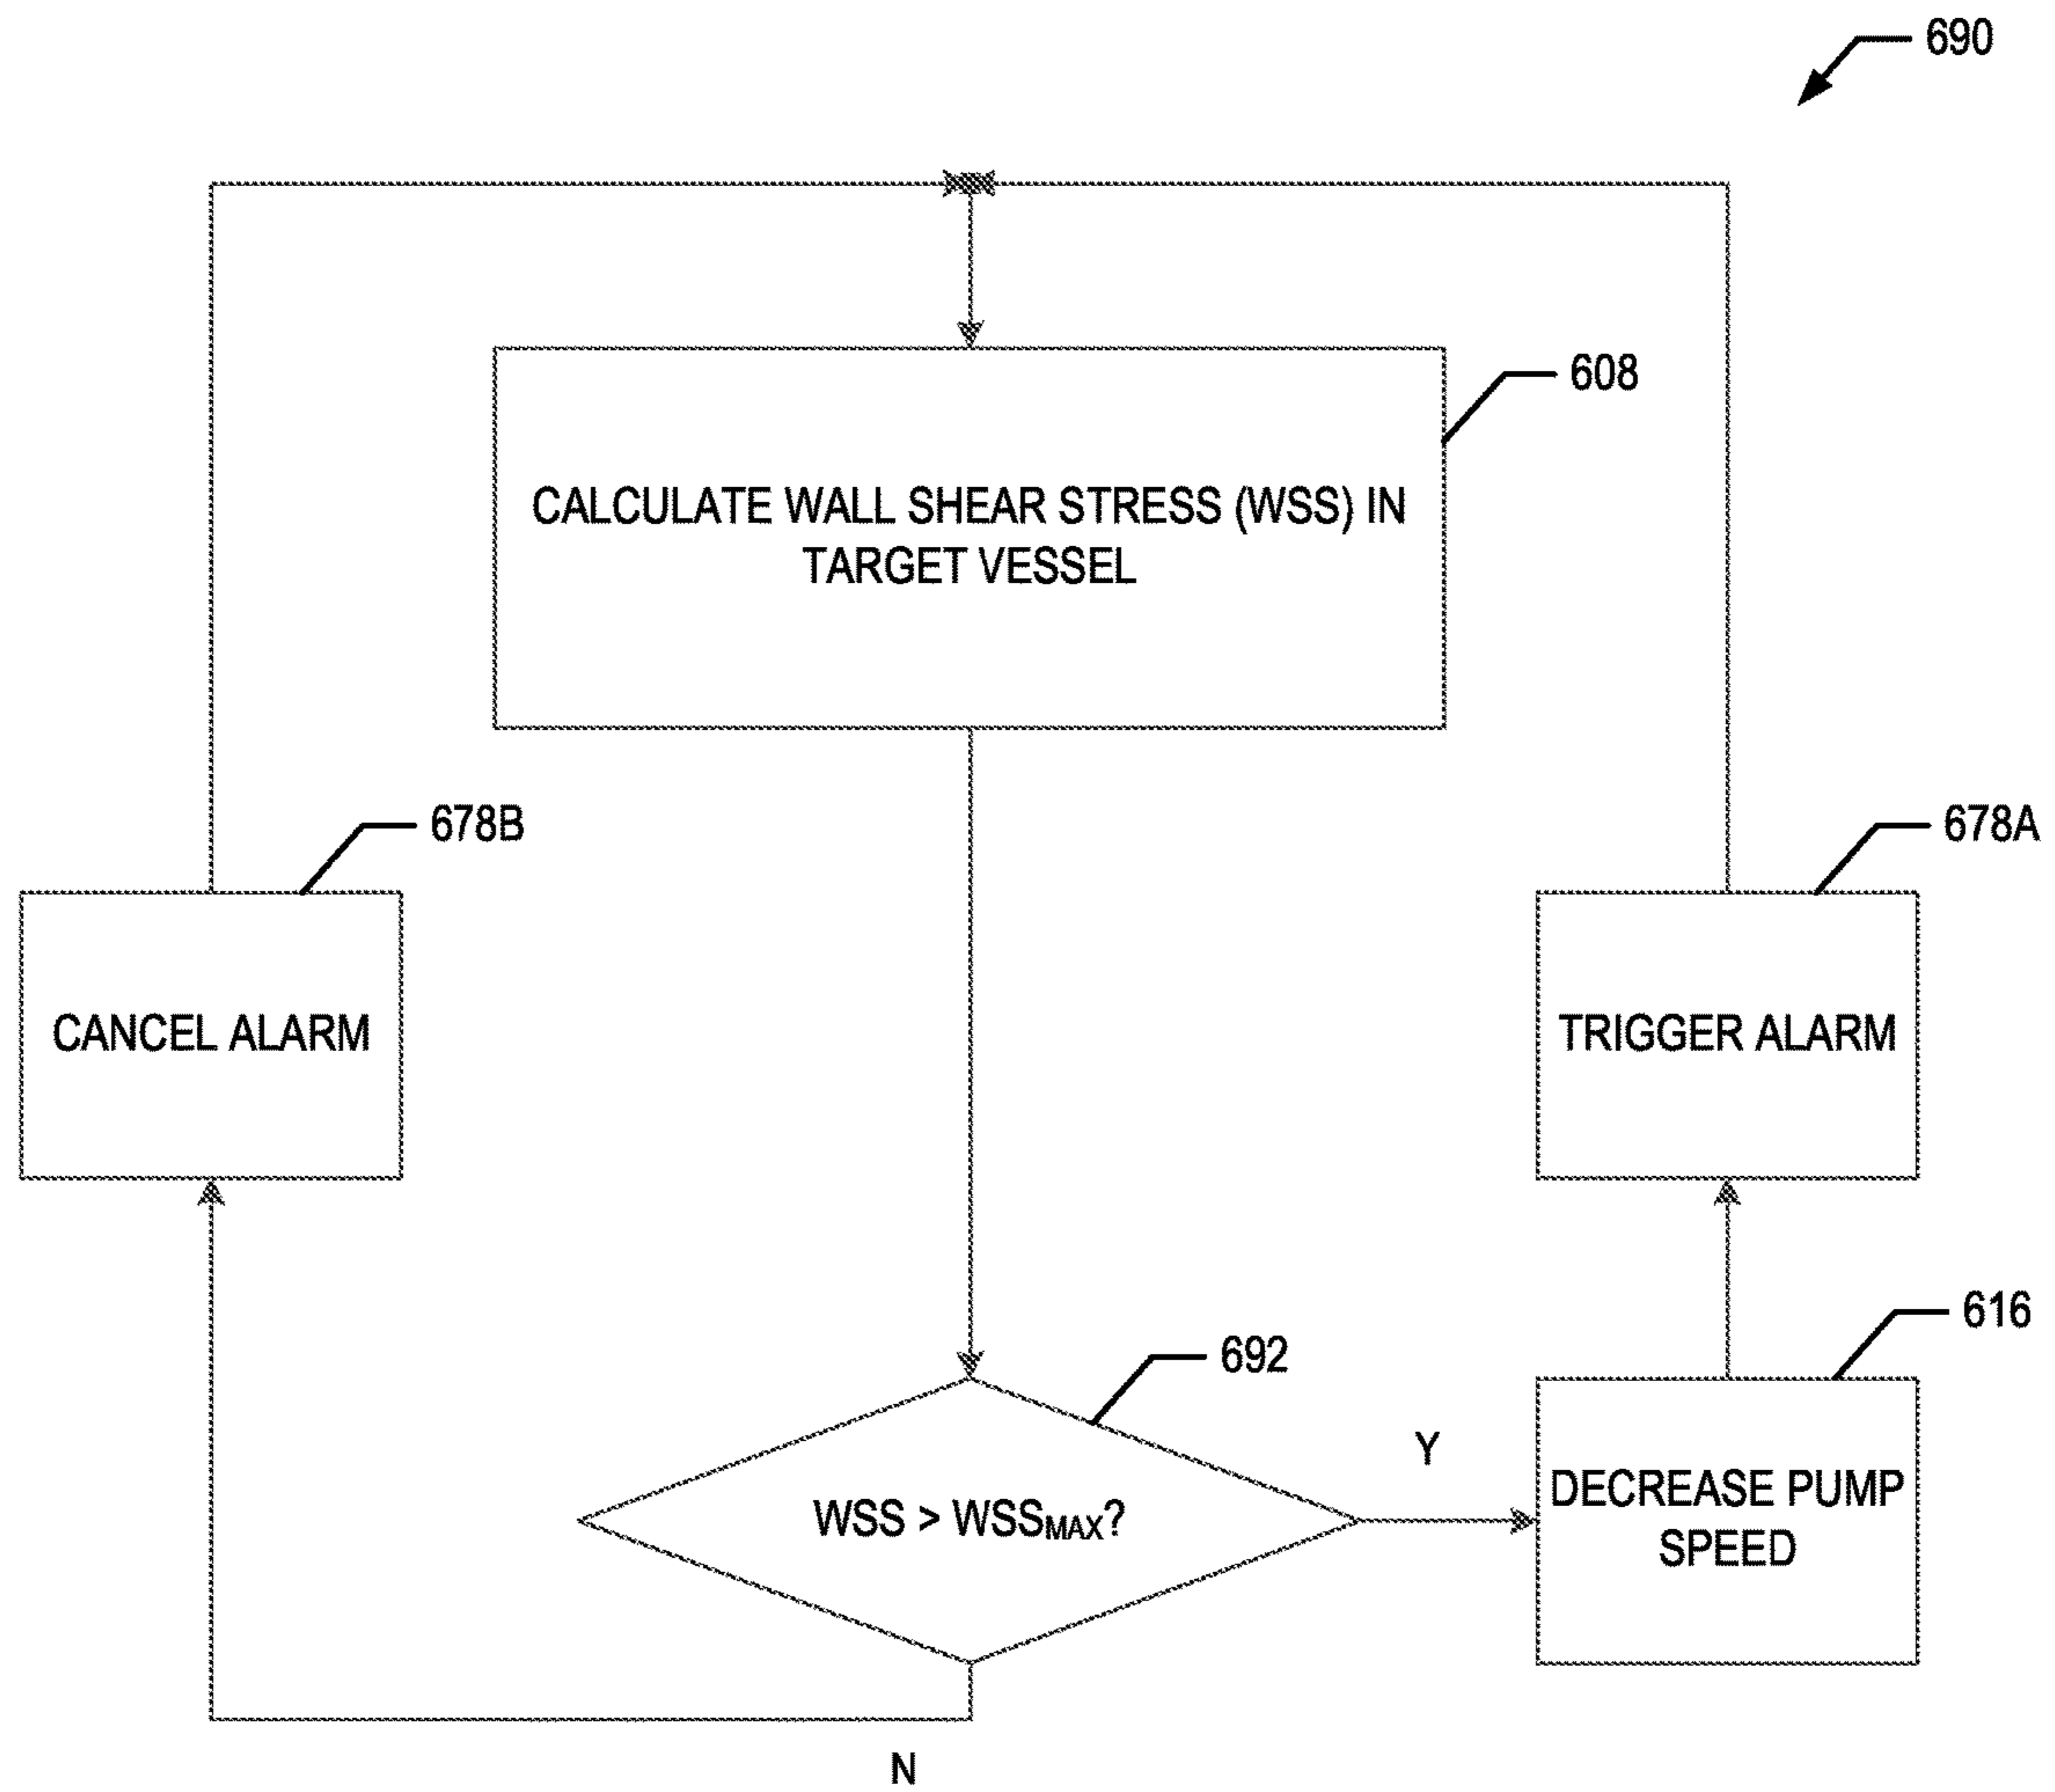 690
608
CALCULATE WALL SHEAR STRESS (WSS) IN
TARGET VESSEL
678B
678A
CANCEL ALARM
TRIGGER ALARM
616
692
Y
DECREASE PUMP
SPEED
WSS > WSSMAX?
N